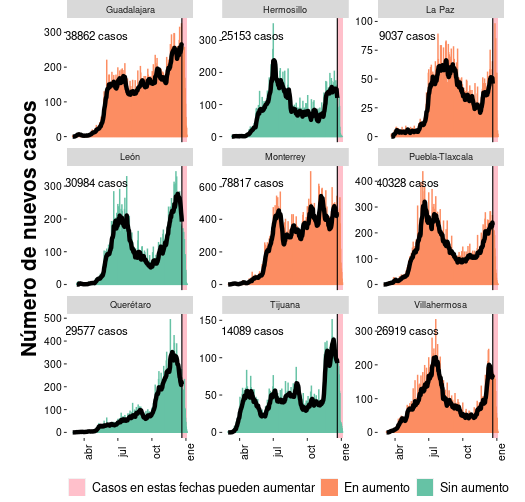 Número de nuevos casos
Guadalajara
Hermosillo
La Paz
300
200
100
0
38862 casos
300
200
100
0
25153 casos
100
75
50
25
0
9037 casos
León
Monterrey
Puebla-Tlaxcala
300
200
100
0
30984 casos
600
400
200
0
78817 casos
400
300
200
100
0
40328 casos
Querétaro
Tijuana
Villahermosa
500
400
300
200
100
0
29577 casos
150
100
50
0
14089 casos
300
200
100
0
26919 casos
abr
jul
oct
ene
abr
jul
oct
ene
abr
jul
oct
ene
Casos en estas fechas pueden aumentar
En aumento
Sin aumento